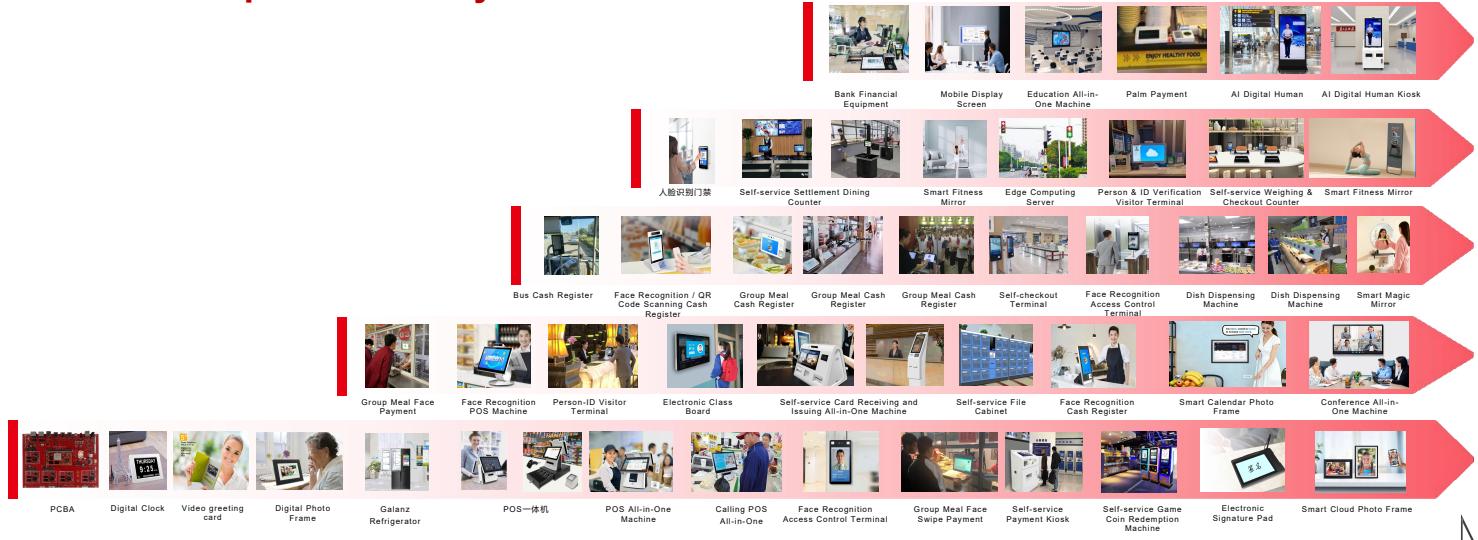 ENJOY HEALTHY FOOD
Bank Financial
Equipment
Mobile Display
Screen
Education All-in-
One Machine
Palm Payment
AI Digital Human
AI Digital Human Kiosk
人脸识别门禁
Self-service Settlement Dining
Counter
Smart Fitness
Mirror
Edge Computing
Server
Person & ID Verification
Visitor Terminal
Self-service Weighing &
Checkout Counter
Smart Fitness Mirror
Bus Cash Register
Face Recognition / QR
Code Scanning Cash
Register
Group Meal
Cash Register
Group Meal Cash
Register
Group Meal Cash
Register
Self-checkout
Terminal
Face Recognition
Access Control
Terminal
Dish Dispensing
Machine
Dish Dispensing
Machine
Smart Magic
Mirror
Group Meal Face
Payment
Face Recognition
POS Machine
Person-ID Visitor
Terminal
Electronic Class
Board
Self-service Card Receiving and
Issuing All-in-One Machine
Self-service File
Cabinet
Face Recognition
Cash Register
Smart Calendar Photo
Frame
Conference All-in-
One Machine
THURSDAY
9:25
签名
PCBA
Digital Clock
Video greeting
card
Digital Photo
Frame
Galanz
Refrigerator
POS一体机
POS All-in-One
Machine
Calling POS
All-in-One
Face Recognition
Access Control Terminal
Group Meal Face
Swipe Payment
Self-service
Payment Kiosk
Self-service Game
Coin Redemption
Machine
Electronic
Signature Pad
Smart Cloud Photo Frame